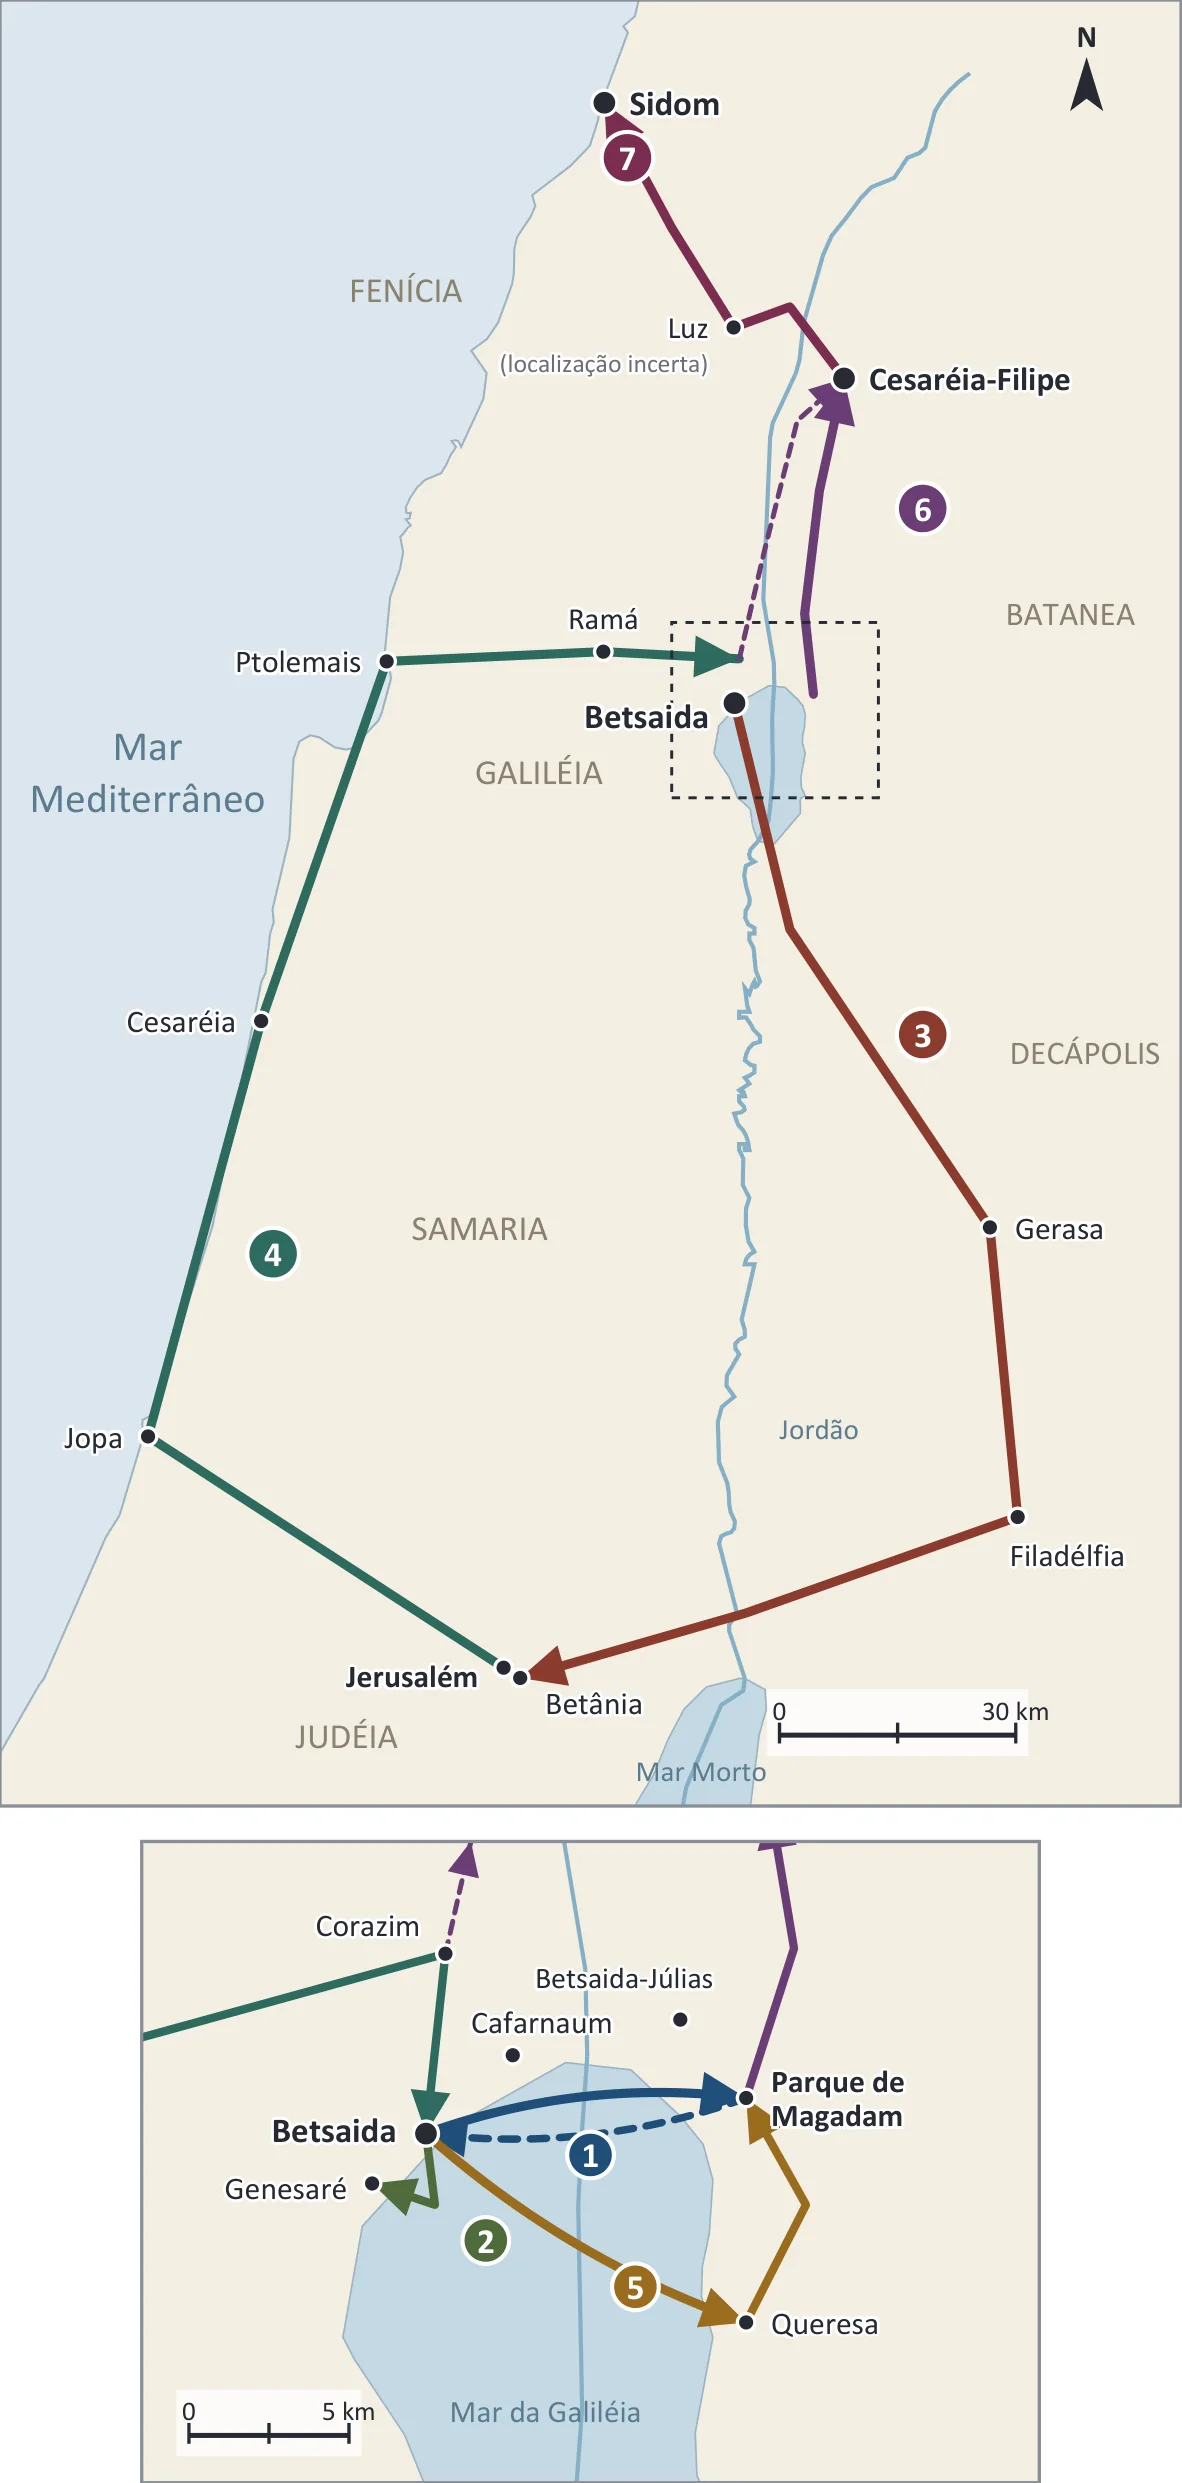 N
Sidom
7
FENÍCIA
Luz
(localização incerta)
Cesaréia-Filipe
6
BATANEA
Ramá
Ptolemais
Betsaida
Mar
Mediterrâneo
GALILÉIA
Cesaréia
3
DECÁPOLIS
SAMARIA
Gerasa
4
Jopa
Jordão
Filadélfia
Jerusalém
Betânia
0 30 km
JUDÉIA
Mar Morto
Corazim
Betsaida-Júlias
Cafarnaum
Parque de
Magadam
Betsaida
1
Genesaré
2
5
Queresa
0 5 km
Mar da Galiléia